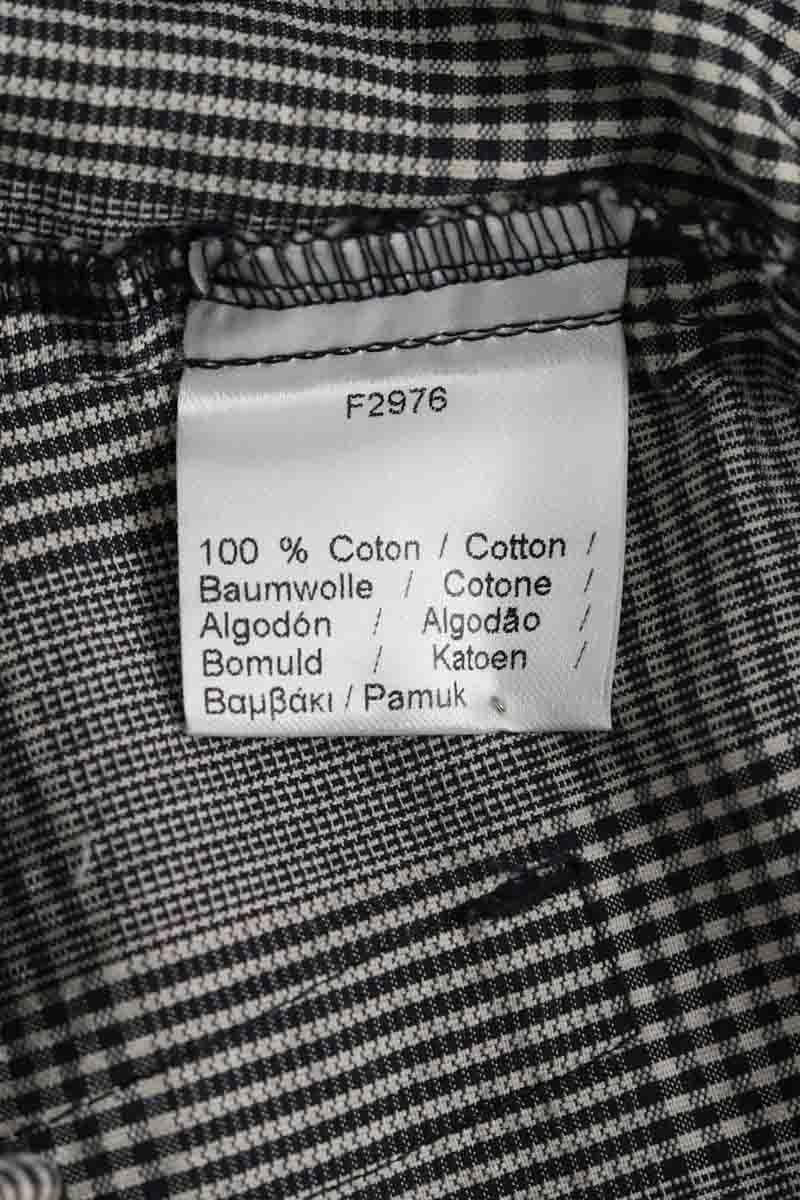 F2976
100 % Coton / Cotton /
Baumwolle / Cotone /
Algodón / Algodão /
Bomuld / Katoen /
Βαμβάκι / Pamuk